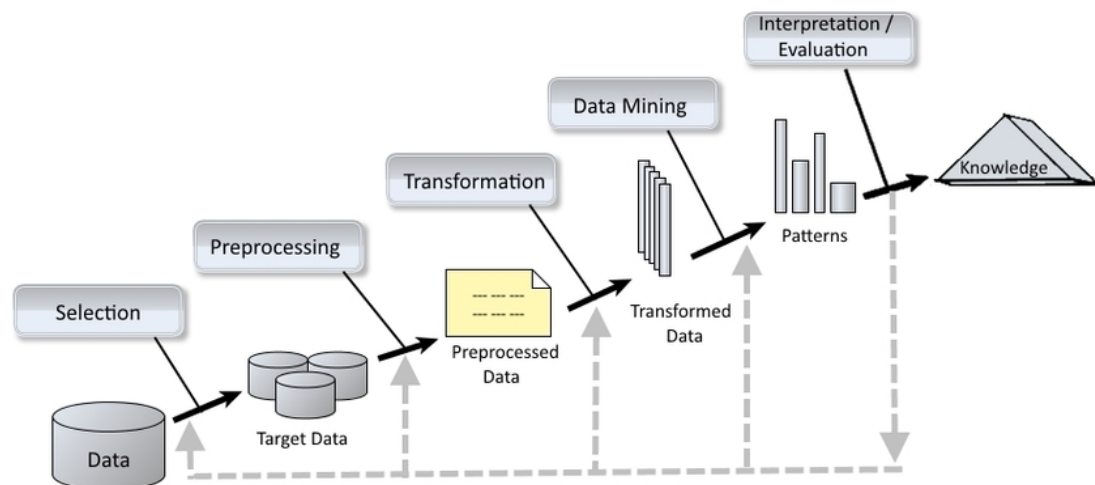 Interpretation /
Evaluation
Data Mining
Transformation
Preprocessing
Selection
Data
Target Data
Preprocessed
Data
--- --- ---
--- --- ---
Transformed
Data
Patterns
Knowledge